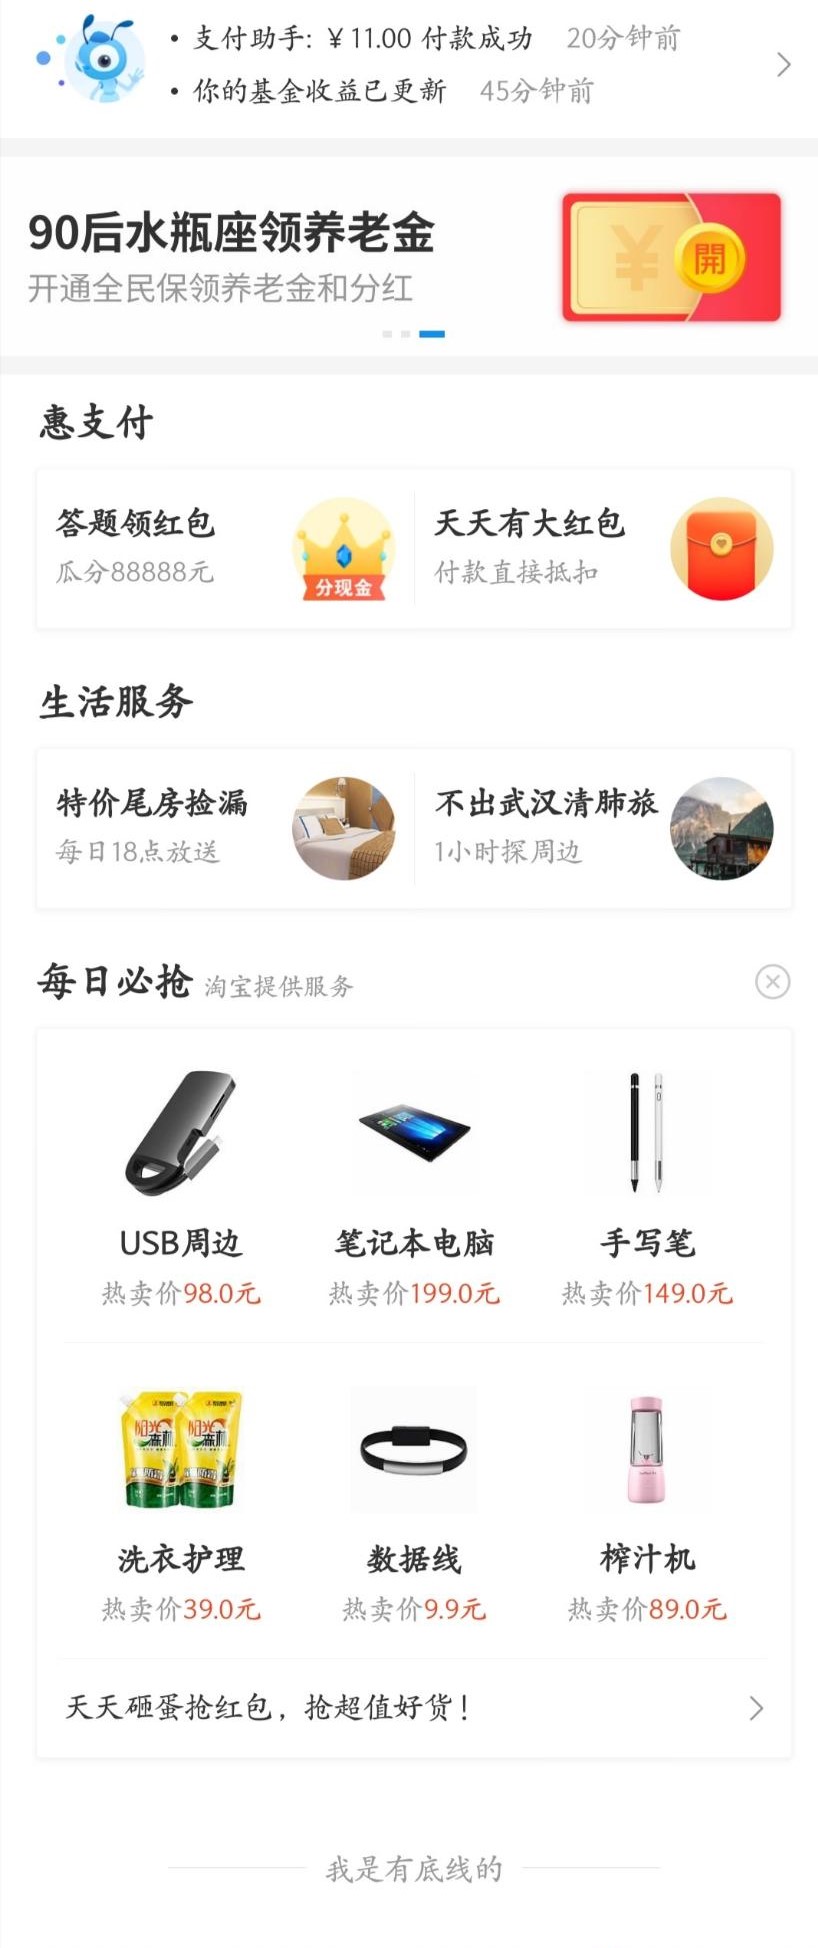 • 支付助手: ￥11.00 付款成功 20分钟前
• 你的基金收益已更新 45分钟前
90后水瓶座领养老金
开通全民保领养老金和分红
¥ 開
惠支付
答题领红包
瓜分88888元
分现金
天天有大红包
付款直接抵扣
生活服务
特价尾房捡漏
每日18点放送
不出武汉清肺旅
1小时探周边
每日必抢 淘宝提供服务
USB周边 笔记本电脑 手写笔
热卖价98.0元 热卖价199.0元 热卖价149.0元
阳光 阳光
森林 森林
洗衣护理 数据线 榨汁机
热卖价39.0元 热卖价9.9元 热卖价89.0元
天天砸蛋抢红包，抢超值好货！
我是有底线的